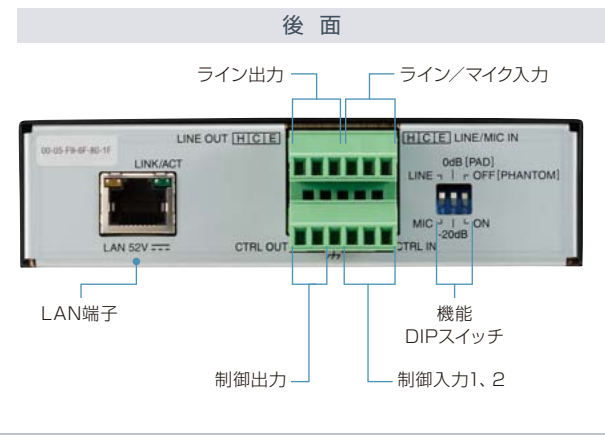 後 面
ライン出力
ライン／マイク入力
00-05-F9-6F-80-1F
LINE OUT H C E
H C E LINE/MIC IN
LINK/ACT
0dB [PAD]
LINE
OFF [PHANTOM]
MIC
ON
-20dB
LAN 52V
CTRL OUT
CTRL IN
LAN端子
機能
DIPスイッチ
制御出力
制御入力1、2